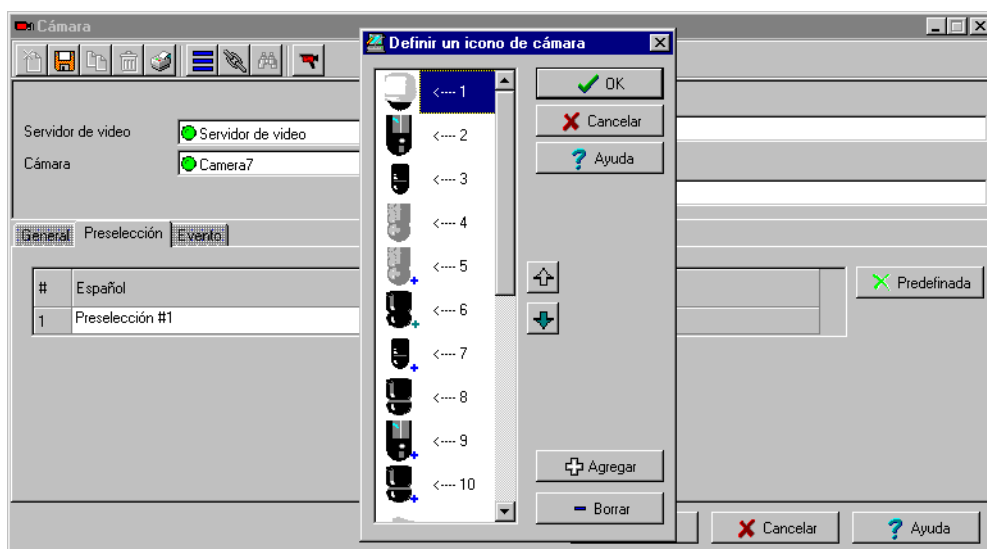 Cámara
Definir un icono de cámara
Servidor de video
Servidor de video
Cámara
Camera7
General
Preselección
Evento
#
Español
1
Preselección #1
Predefinada
<---- 1
<---- 2
<---- 3
<---- 4
<---- 5
<---- 6
<---- 7
<---- 8
<---- 9
<---- 10
OK
Cancelar
Ayuda
Agregar
Borrar
Cancelar
Ayuda